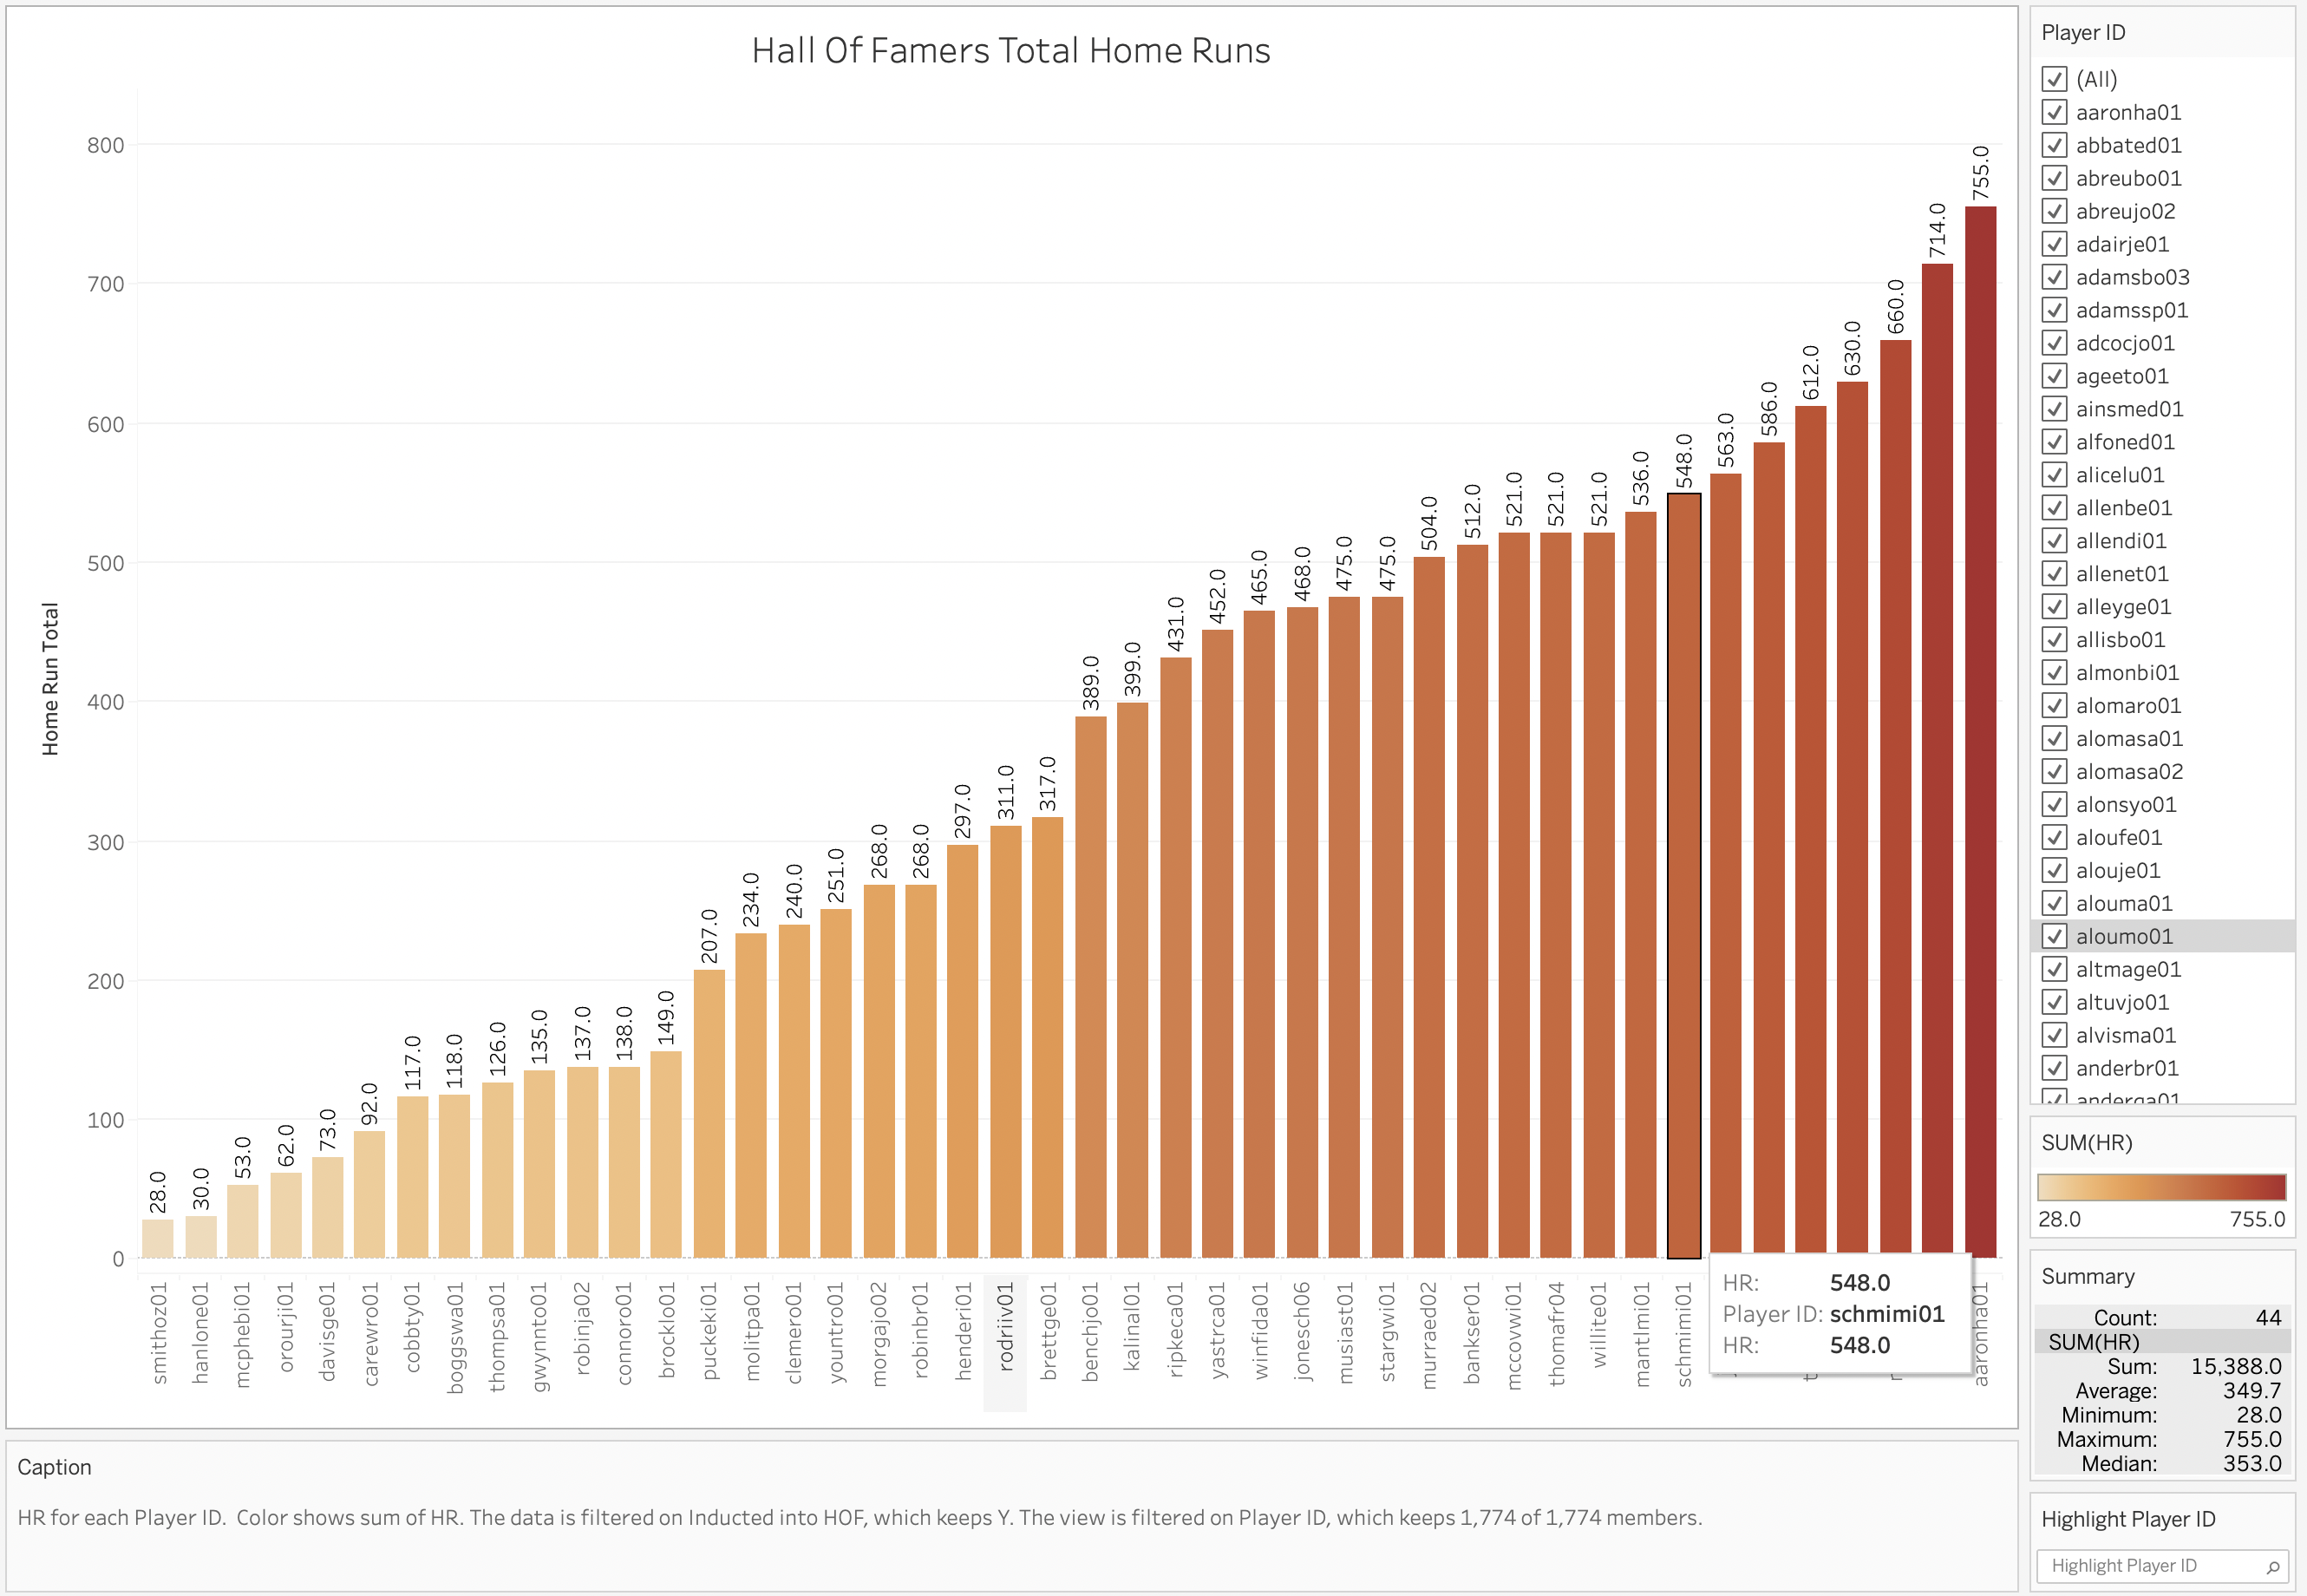 Hall Of Famers Total Home Runs
Home Run Total
800
700
600
500
400
300
200
100
0
28.0
30.0
53.0
62.0
73.0
92.0
117.0
118.0
126.0
135.0
137.0
138.0
149.0
207.0
234.0
240.0
251.0
268.0
268.0
297.0
311.0
317.0
389.0
399.0
431.0
452.0
465.0
468.0
475.0
475.0
504.0
512.0
521.0
521.0
521.0
536.0
548.0
563.0
586.0
612.0
630.0
660.0
714.0
755.0
smithoz01
hanlone01
mcphebi01
orourji01
davisge01
carewro01
cobbty01
boggswa01
thompsa01
gwynnto01
robinja02
connoro01
brocklo01
puckeki01
molitpa01
clemero01
yountro01
morgajo02
robinbr01
henderi01
rodriiv01
brettge01
benchjo01
kalinal01
ripkeca01
yastrca01
winfida01
jonesch06
musiast01
stargwi01
murraed02
bankser01
mccovwi01
thomafr04
willite01
mantlmi01
schmimi01
aaronha01
HR: 548.0
Player ID: schmimi01
HR: 548.0
Caption
HR for each Player ID.  Color shows sum of HR. The data is filtered on Inducted into HOF, which keeps Y. The view is filtered on Player ID, which keeps 1,774 of 1,774 members.
Player ID
(All)
aaronha01
abbated01
abreubo01
abreujo02
adairje01
adamsbo03
adamssp01
adcocjo01
ageeto01
ainsmed01
alfoned01
alicelu01
allenbe01
allendi01
allenet01
alleyge01
allisbo01
almonbi01
alomaro01
alomasa01
alomasa02
alonsyo01
aloufe01
alouje01
alouma01
aloumo01
altmage01
altuvjo01
alvisma01
anderbr01
anderga01
SUM(HR)
28.0 755.0
Summary
Count: 44
SUM(HR)
Sum: 15,388.0
Average: 349.7
Minimum: 28.0
Maximum: 755.0
Median: 353.0
Highlight Player ID
Highlight Player ID